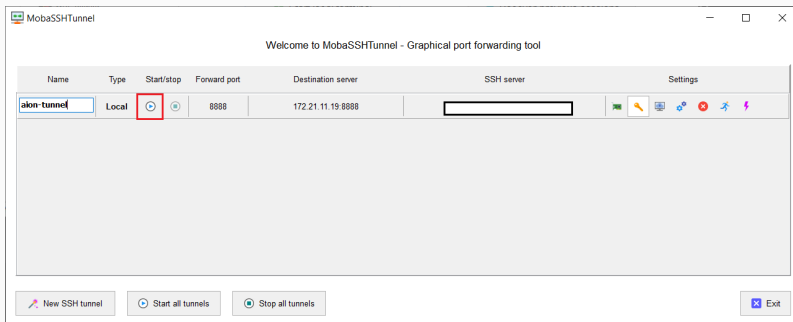 MobaSSHTunnel
Welcome to MobaSSHTunnel - Graphical port forwarding tool
Name Type Start/stop Forward port Destination server SSH server Settings
aion-tunnel Local 8888 172.21.11.19:8888
New SSH tunnel Start all tunnels Stop all tunnels Exit